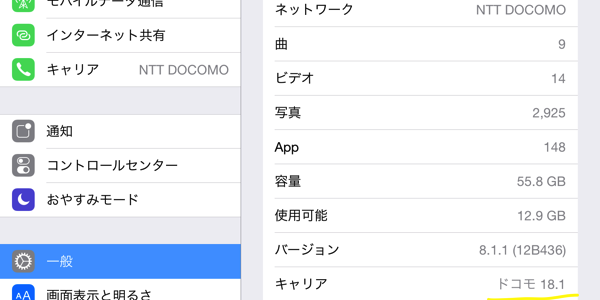 モバイルデータ通信
インターネット共有
キャリア NTT DOCOMO
通知
コントロールセンター
おやすみモード
一般
AA 画面表示と明るさ
ネットワーク NTT DOCOMO
曲 9
ビデオ 14
写真 2,925
App 148
容量 55.8 GB
使用可能 12.9 GB
バージョン 8.1.1 (12B436)
キャリア ドコモ 18.1